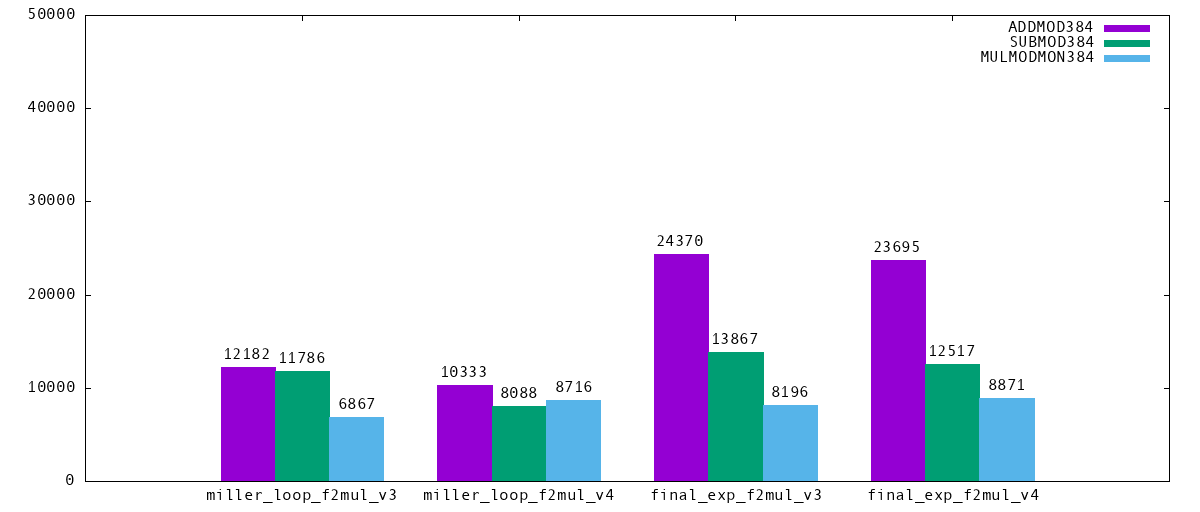 50000
40000
30000
20000
10000
0
ADDMOD384
SUBMOD384
MULMODMON384
12182 11786 6867
10333 8088 8716
24370 13867 8196
23695 12517 8871
miller_loop_f2mul_v3 miller_loop_f2mul_v4 final_exp_f2mul_v3 final_exp_f2mul_v4